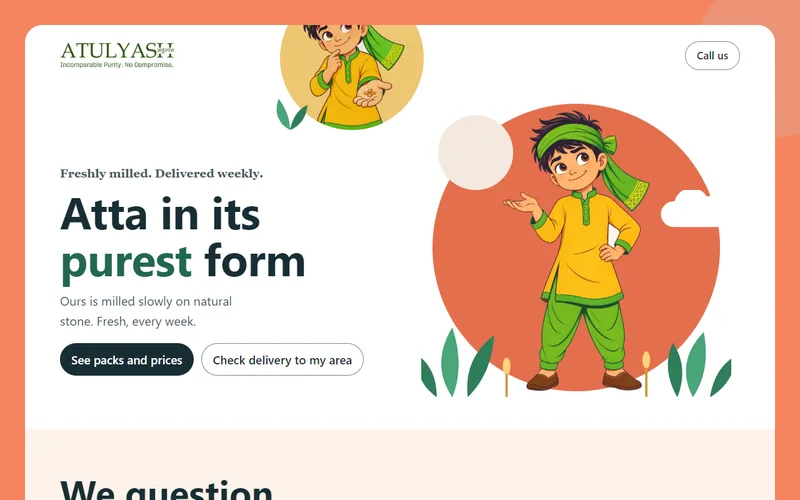 ATULYASH
Incomparable Purity. No Compromise.
Call us
Freshly milled. Delivered weekly.
Atta in its
purest form
Ours is milled slowly on natural
stone. Fresh, every week.
See packs and prices
Check delivery to my area
We question